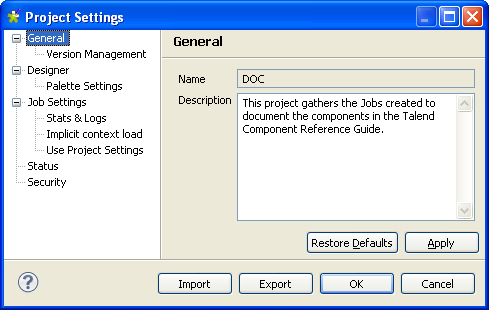 Project Settings
General
Version Management
Designer
Palette Settings
Job Settings
Stats & Logs
Implicit context load
Use Project Settings
Status
Security
General
Name DOC
Description This project gathers the Jobs created to
document the components in the Talend
Component Reference Guide.
Restore Defaults Apply
? Import Export OK Cancel